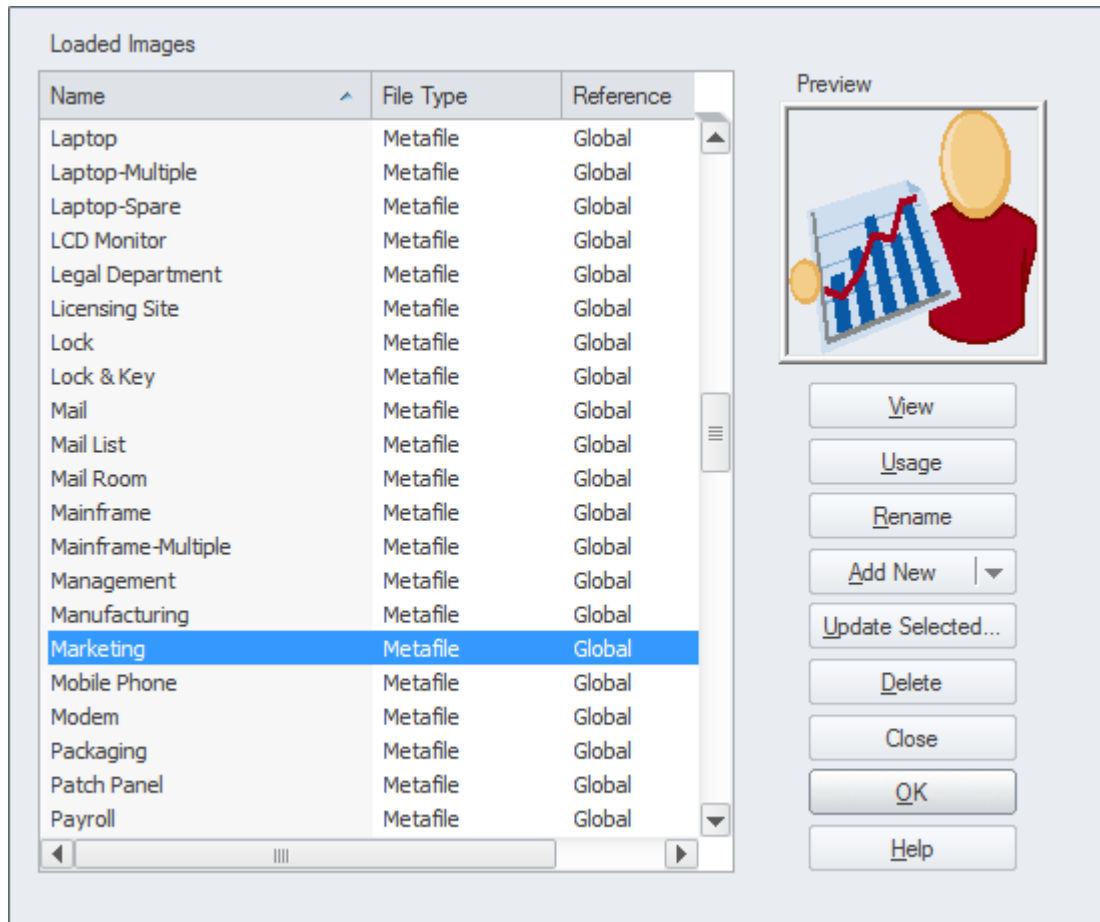 Loaded Images
Name File Type Reference
Laptop Metafile Global
Laptop-Multiple Metafile Global
Laptop-Spare Metafile Global
LCD Monitor Metafile Global
Legal Department Metafile Global
Licensing Site Metafile Global
Lock Metafile Global
Lock & Key Metafile Global
Mail Metafile Global
Mail List Metafile Global
Mail Room Metafile Global
Mainframe Metafile Global
Mainframe-Multiple Metafile Global
Management Metafile Global
Manufacturing Metafile Global
Marketing Metafile Global
Mobile Phone Metafile Global
Modem Metafile Global
Packaging Metafile Global
Patch Panel Metafile Global
Payroll Metafile Global
Preview
View
Usage
Rename
Add New
Update Selected...
Delete
Close
OK
Help